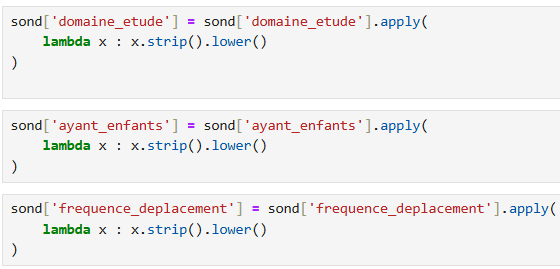 sond['domaine_etude'] = sond['domaine_etude'].apply(
    lambda x : x.strip().lower()
)
sond['ayant_enfants'] = sond['ayant_enfants'].apply(
    lambda x : x.strip().lower()
)
sond['frequence_deplacement'] = sond['frequence_deplacement'].apply(
    lambda x : x.strip().lower()
)